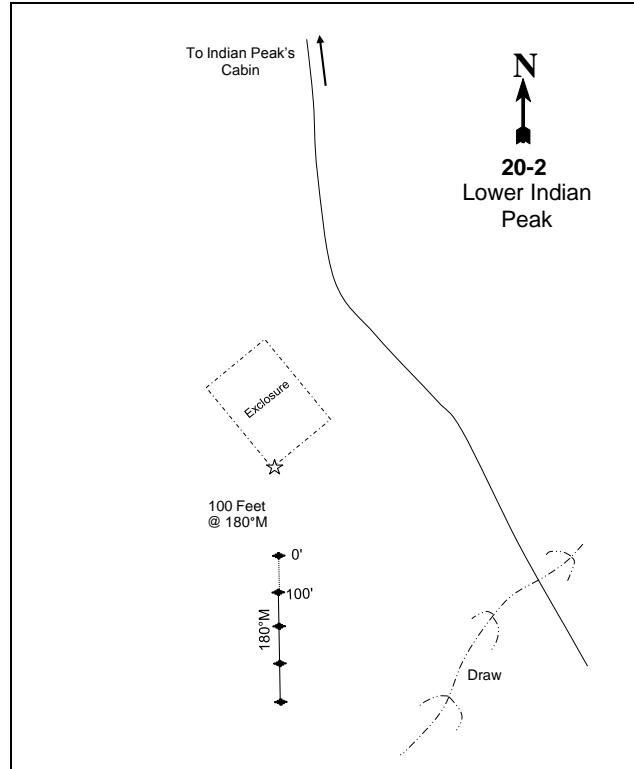 To Indian Peak's
Cabin
N
20-2
Lower Indian
Peak
Exclosure
100 Feet
@ 180°M
0'
100'
180°M
Draw